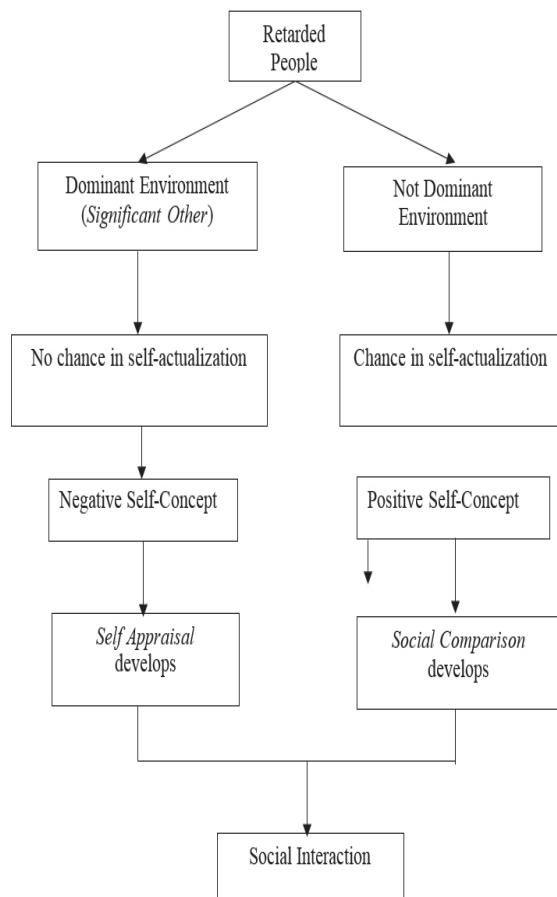 Retarded
People
Dominant Environment
(Significant Other)
Not Dominant
Environment
No chance in self-actualization
Chance in self-actualization
Negative Self-Concept
Positive Self-Concept
Self Appraisal
develops
Social Comparison
develops
Social Interaction